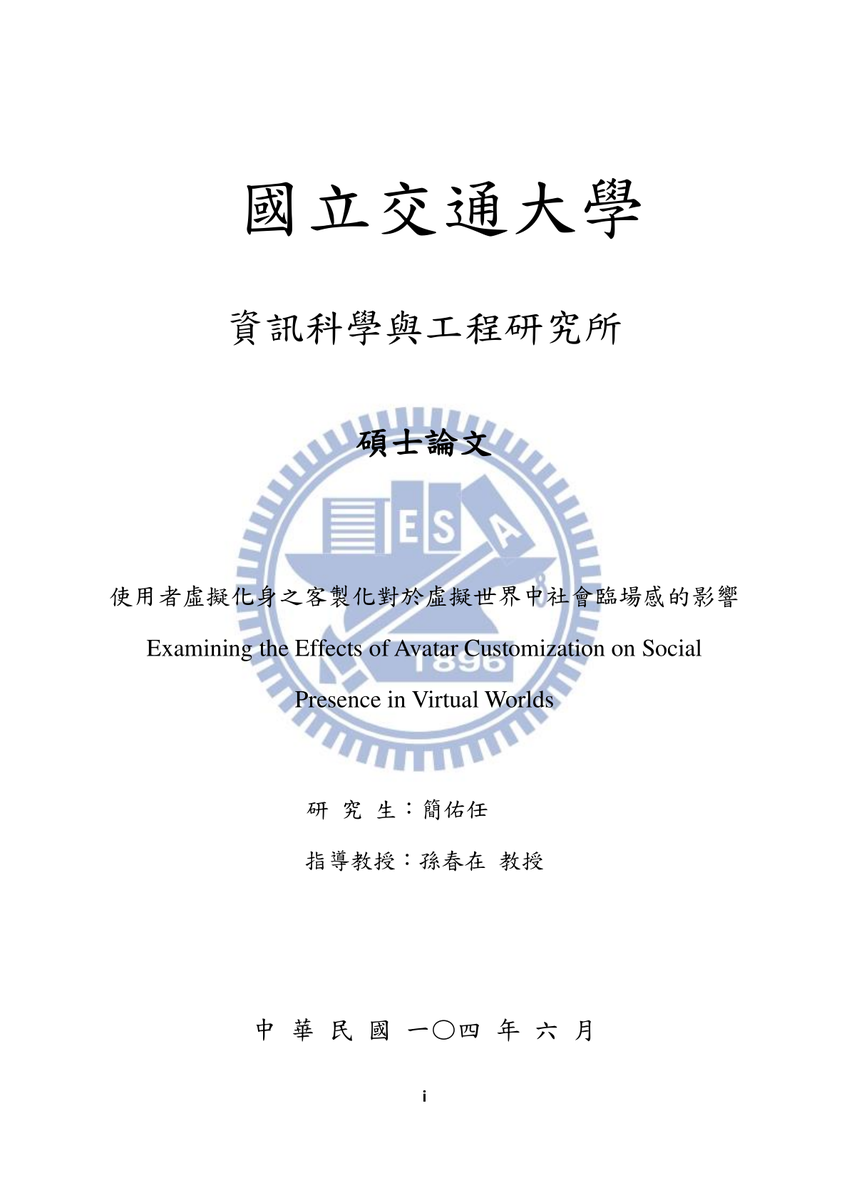 國立交通大學
資訊科學與工程研究所
碩士論文
E S A
使用者虛擬化身之客製化對於虛擬世界中社會臨場感的影響
Examining the Effects of Avatar Customization on Social
1896
Presence in Virtual Worlds
研 究 生：簡佑任
指導教授：孫春在 教授
中 華 民 國 一〇四 年 六 月
i